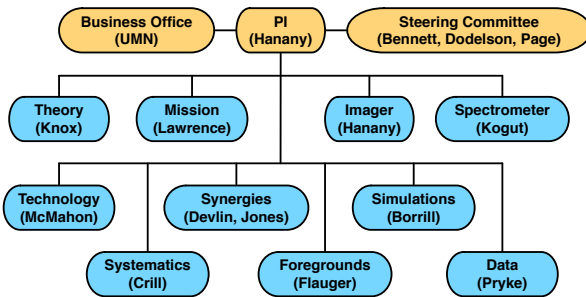 Business Office
(UMN)
PI
(Hanany)
Steering Committee
(Bennett, Dodelson, Page)
Theory
(Knox)
Mission
(Lawrence)
Imager
(Hanany)
Spectrometer
(Kogut)
Technology
(McMahon)
Synergies
(Devlin, Jones)
Simulations
(Borrill)
Systematics
(Crill)
Foregrounds
(Flauger)
Data
(Pryke)